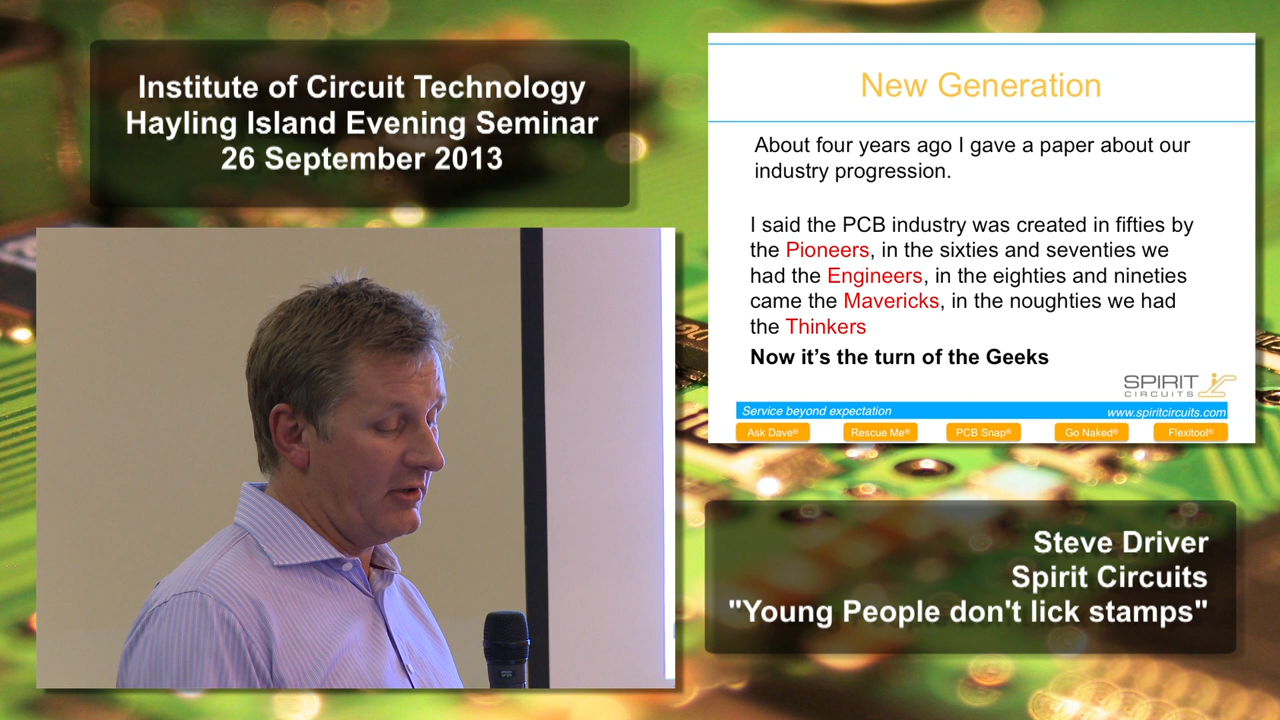 Institute of Circuit Technology
Hayling Island Evening Seminar
26 September 2013
New Generation
About four years ago I gave a paper about our
industry progression.
I said the PCB industry was created in fifties by
the Pioneers, in the sixties and seventies we
had the Engineers, in the eighties and nineties
came the Mavericks, in the noughties we had
the Thinkers
Now it's the turn of the Geeks
SPIRIT
CIRCUITS
Service beyond expectation
www.spiritcircuits.com
Ask Dave® Rescue Me® PCB Snap® Go Naked® Flexitool®
Steve Driver
Spirit Circuits
"Young People don't lick stamps"